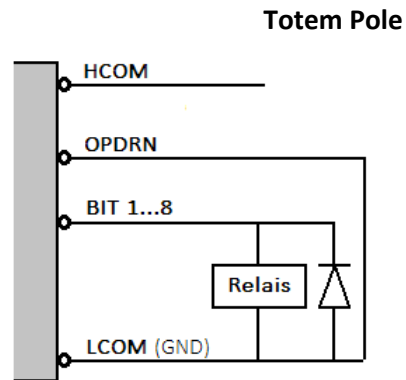 Totem Pole
HCOM
OPDRN
BIT 1...8
Relais
LCOM (GND)